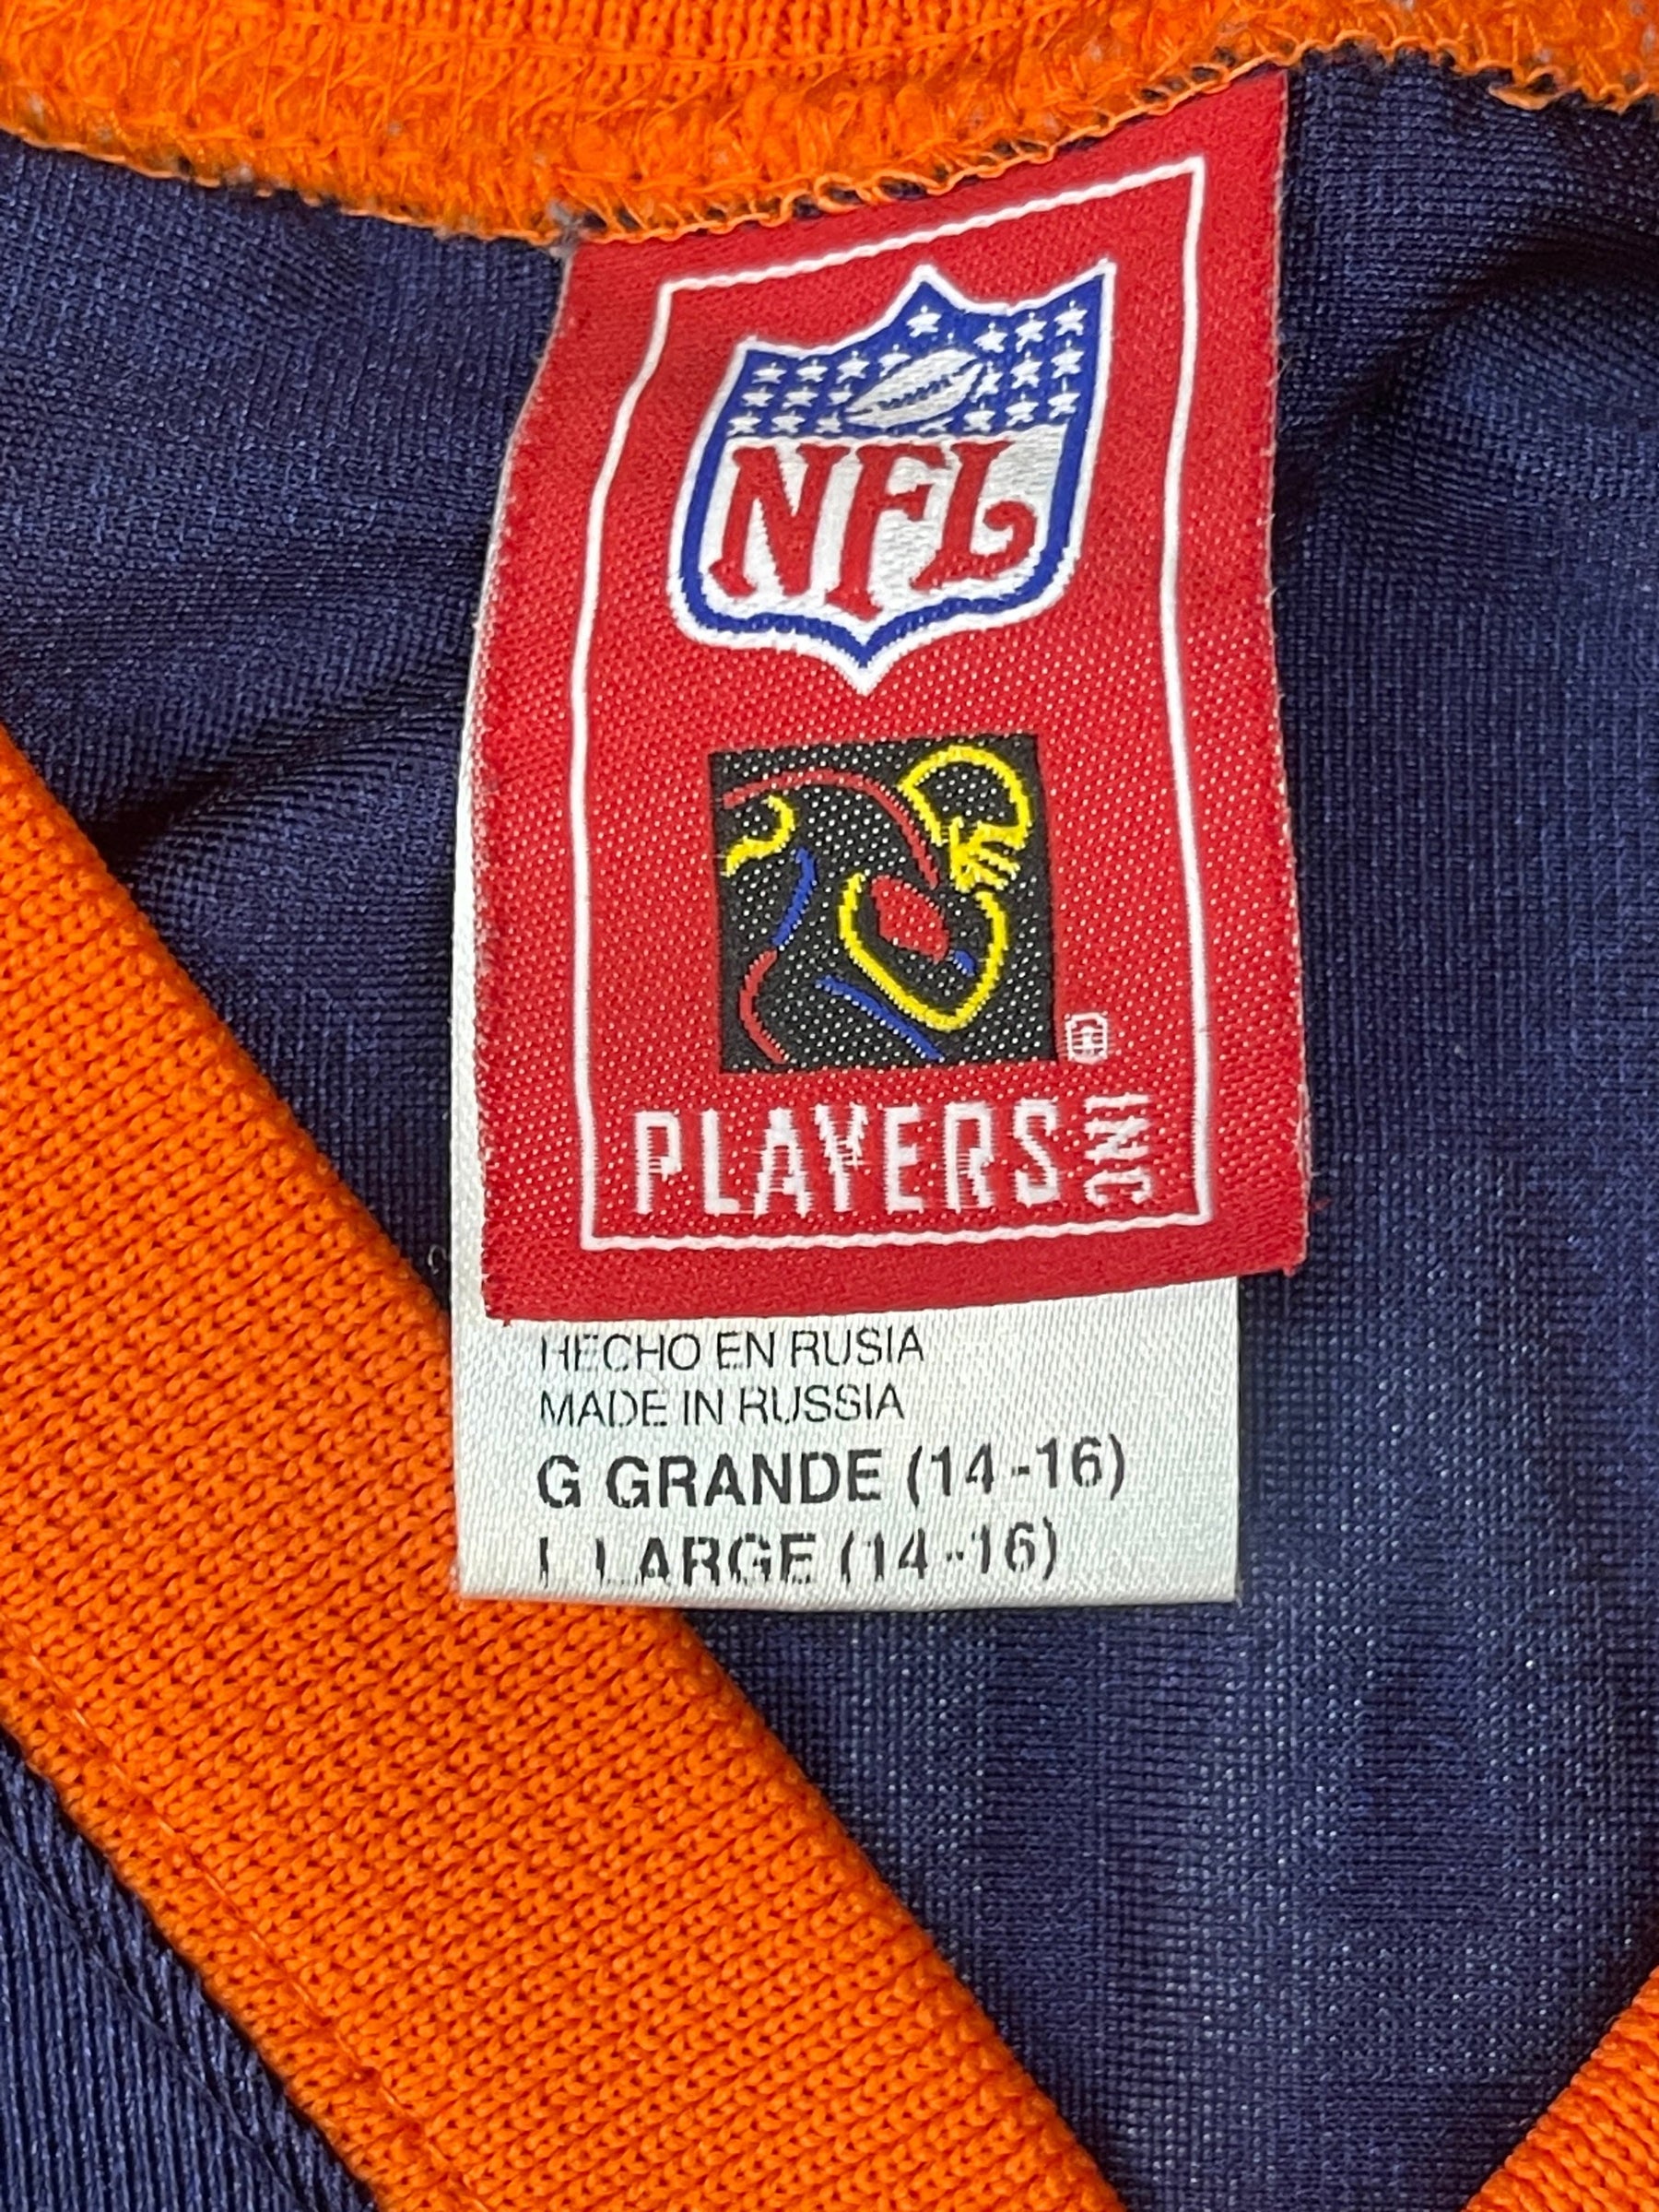 NFL
PLAYERS INC
HECHO EN RUSIA
MADE IN RUSSIA
G GRANDE (14-16)
L LARGE (14-16)